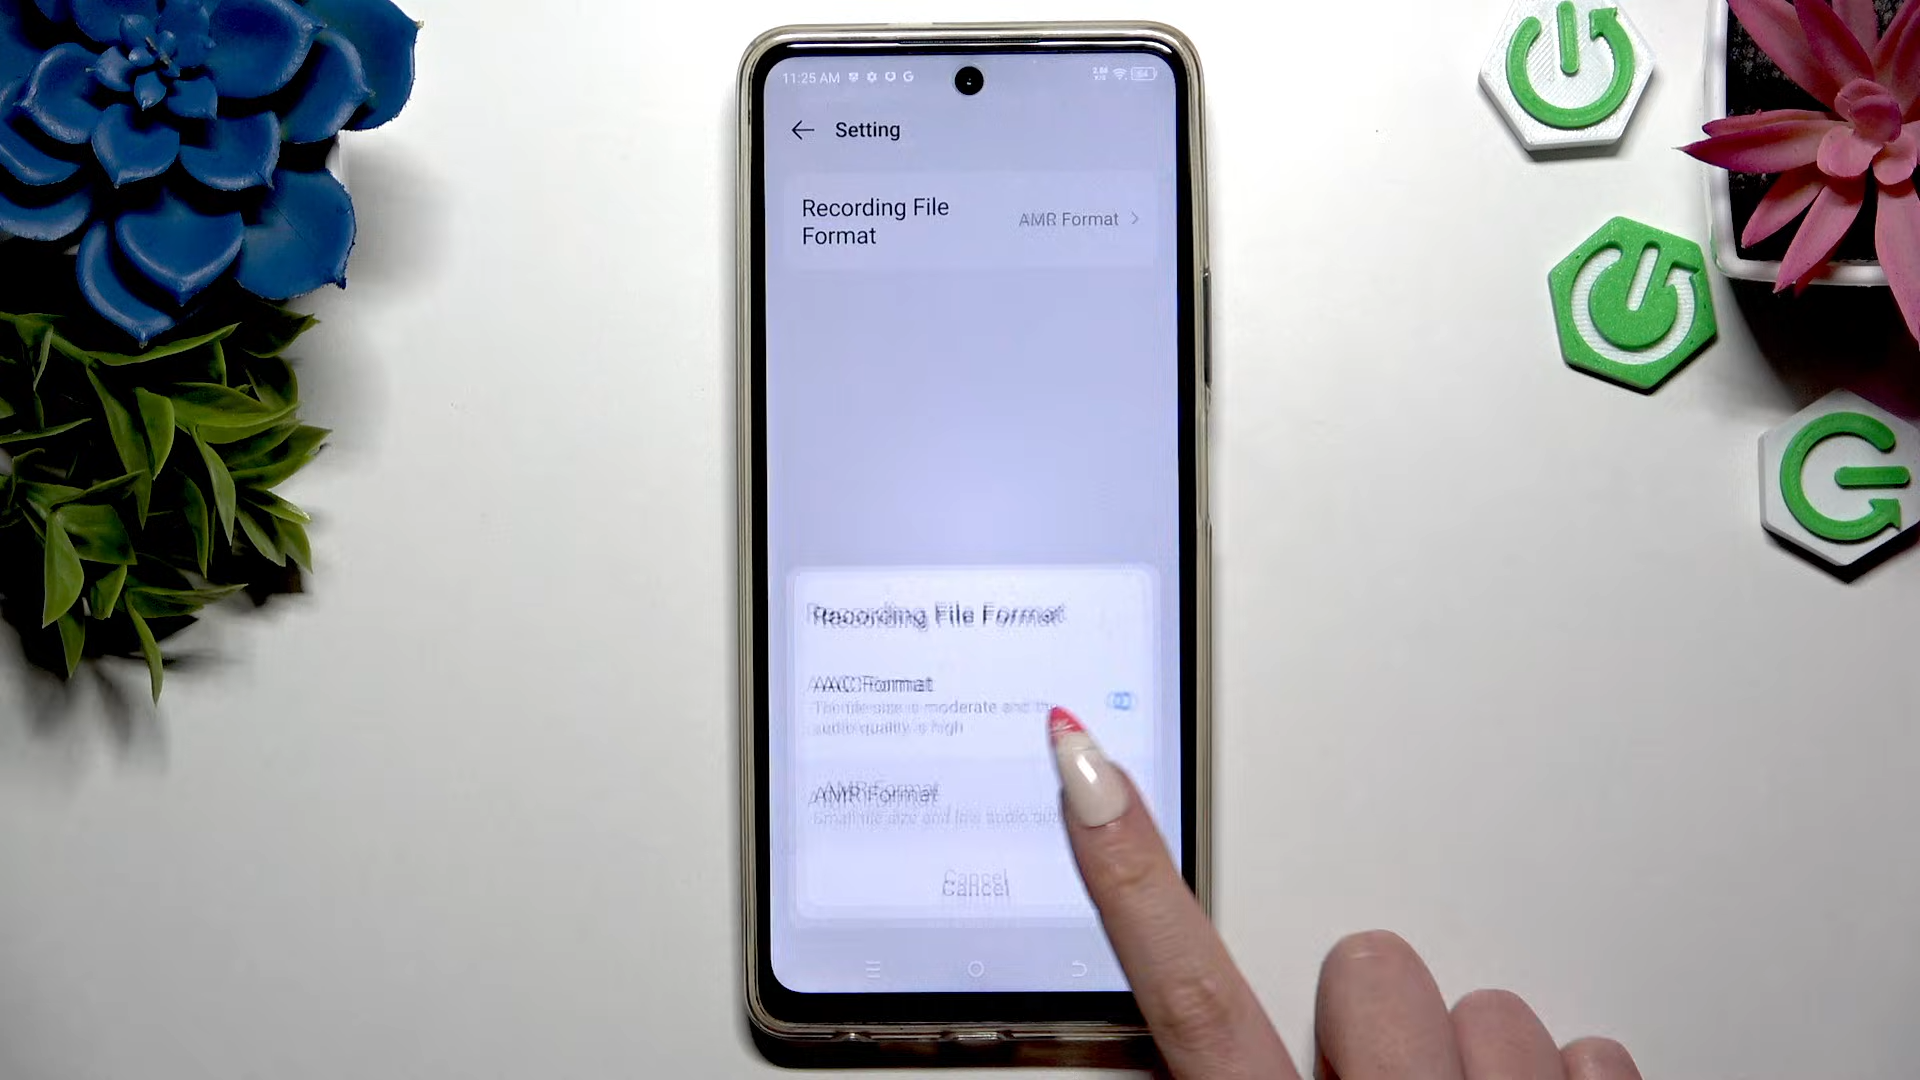 11:25 AM
Setting
Recording File
Format
AMR Format
Recording File Format
AAC Format
The file size is moderate and the
audio quality is high
AMR Format
Small file size and low audio
Cancel